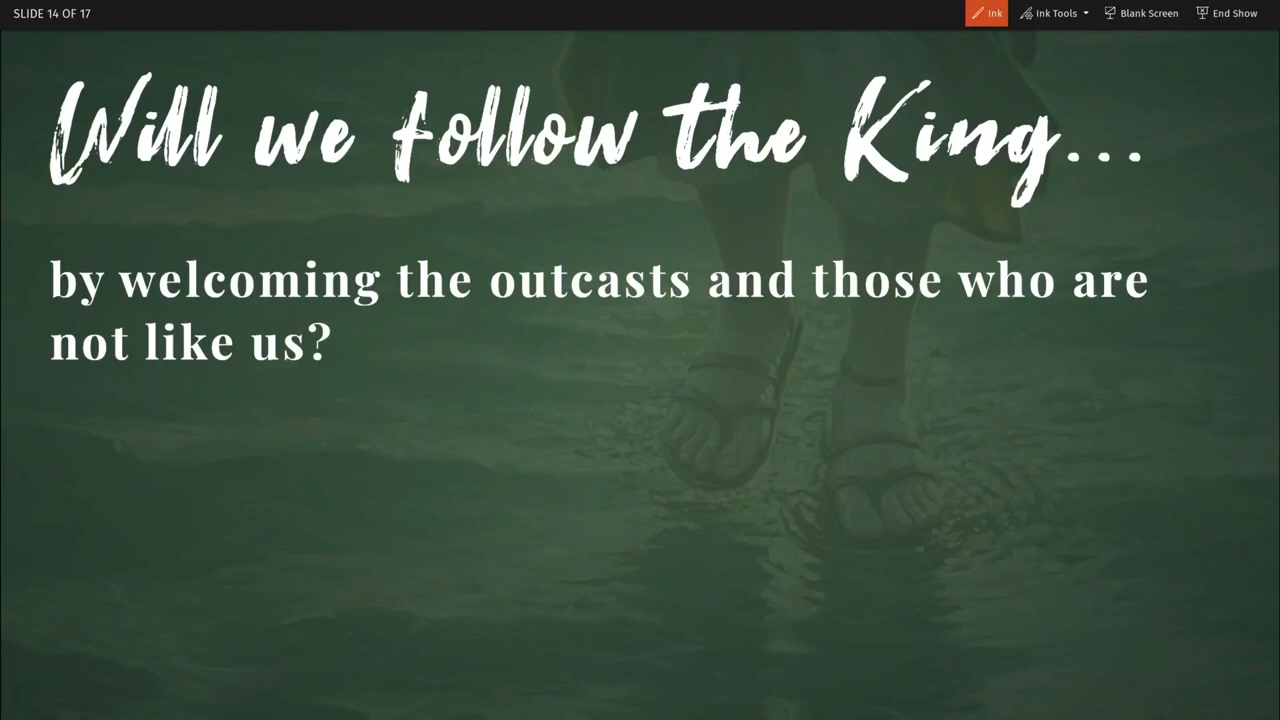 SLIDE 14 OF 17
Ink
Ink Tools
Blank Screen
End Show
Will we follow the King...
by welcoming the outcasts and those who are
not like us?